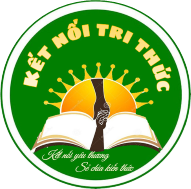 KẾT NỐI TRI THỨC
Kết nối yêu thương
Sẻ chia kiến thức